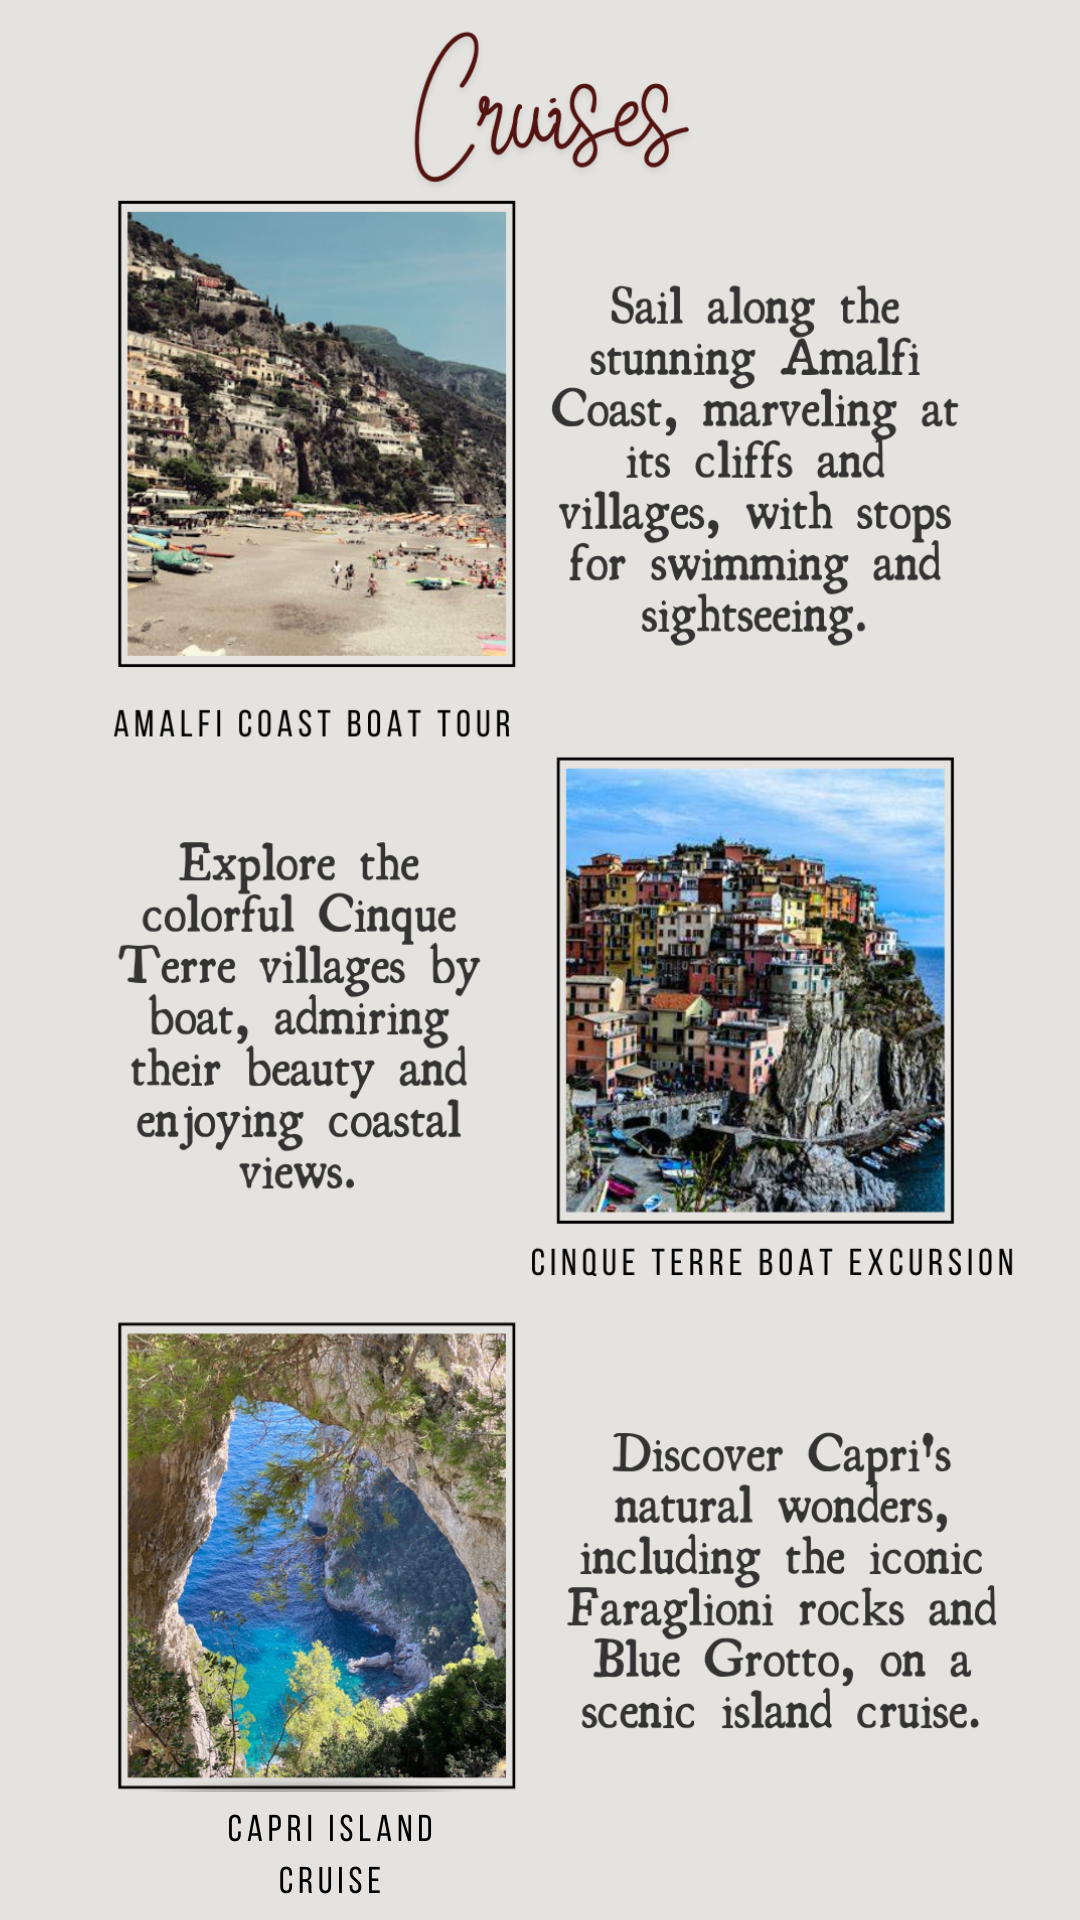 Cruises
Sail along the
stunning Amalfi
Coast, marveling at
its cliffs and
villages, with stops
for swimming and
sightseeing.
AMALFI COAST BOAT TOUR
Explore the
colorful Cinque
Terre villages by
boat, admiring
their beauty and
enjoying coastal
views.
CINQUE TERRE BOAT EXCURSION
Discover Capri's
natural wonders,
including the iconic
Faraglioni rocks and
Blue Grotto, on a
scenic island cruise.
CAPRI ISLAND
CRUISE